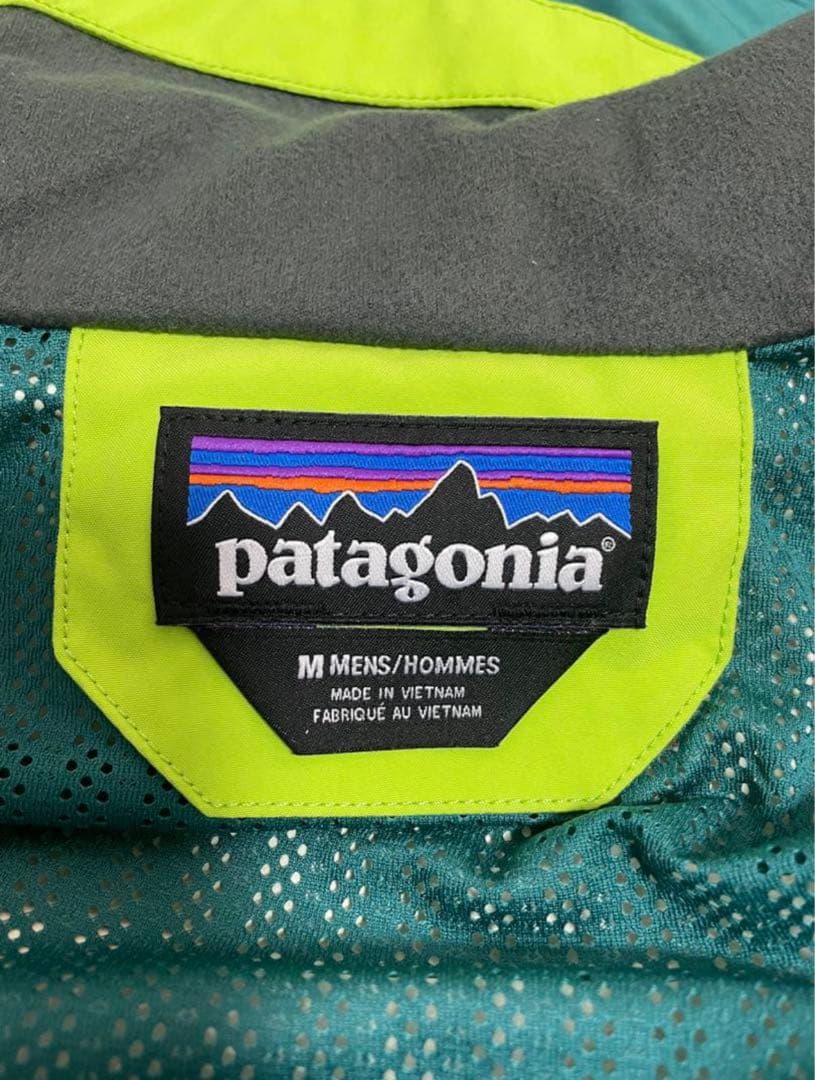 patagonia®
M MENS/HOMMES
MADE IN VIETNAM
FABRIQUÉ AU VIETNAM